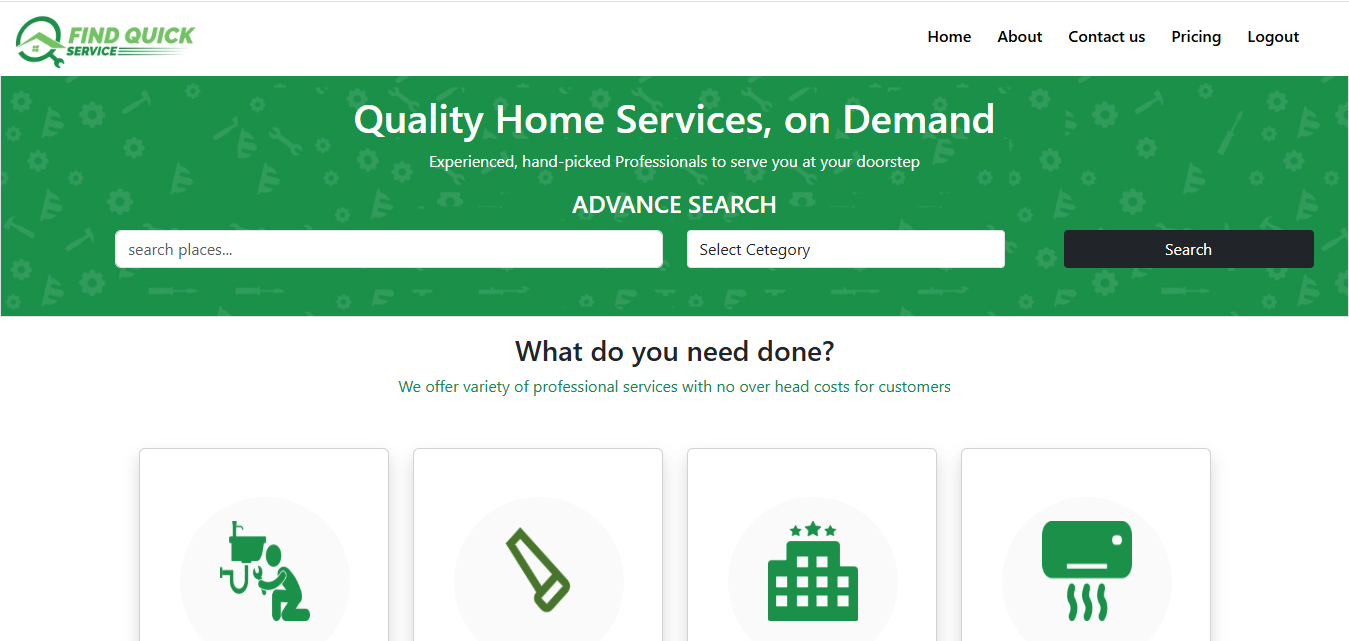 FIND QUICK
SERVICE
Home About Contact us Pricing Logout
Quality Home Services, on Demand
Experienced, hand-picked Professionals to serve you at your doorstep
ADVANCE SEARCH
search places... Select Cetegory Search
What do you need done?
We offer variety of professional services with no over head costs for customers